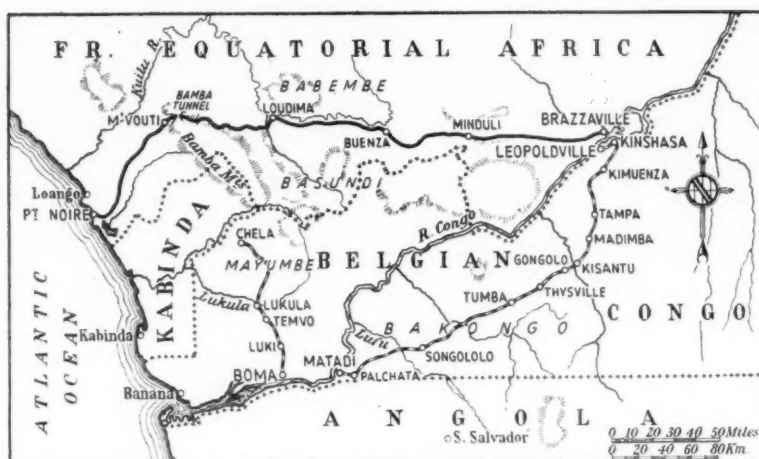 FR. EQUATORIAL AFRICA
Kuilu R.
BABEMBE
BAMBA TUNNEL
LOUDIMA
M'VOUTI
BUENZA
MINDULI
BRAZZAVILLE
LEOPOLDVILLE
KINSHASA
Bamba Mts
BASUNDI
KIMUENZA
Loango
PT NOIRE
KABINDA
CHELA
R. Congo
TAMPA
MADIMBA
MAYUMBE
BELGIAN CONGO
GONGOLO
KISANTU
THYSVILLE
TUMBA
Lukula
LUKULA
TEMVO
BAKONGO
Lufu
Kabinda
LUKI
SONGOLOLO
ATLANTIC OCEAN
BOMA
MATADI
PALCHATA
Banana
ANGOLA
S. Salvador
0 10 20 30 40 50 Miles
0 20 40 60 80 Km.